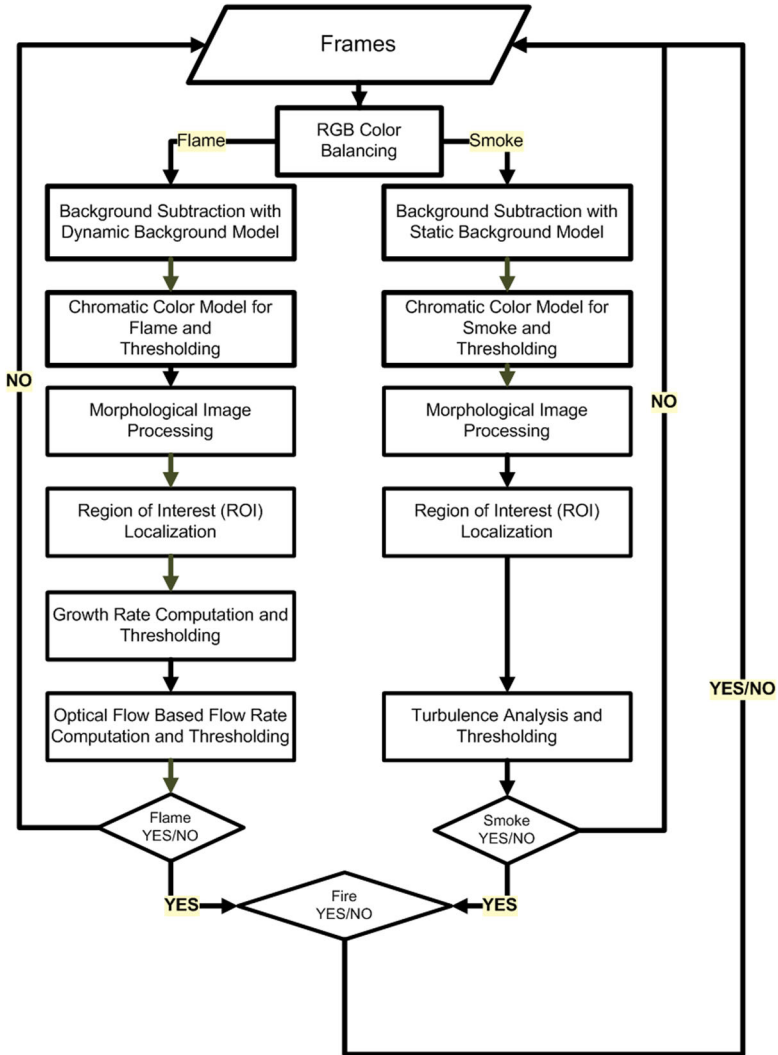 Frames
RGB Color
Balancing
Flame
Smoke
Background Subtraction with
Dynamic Background Model
Background Subtraction with
Static Background Model
Chromatic Color Model for
Flame and
Thresholding
Chromatic Color Model for
Smoke and
Thresholding
NO
NO
Morphological Image
Processing
Morphological Image
Processing
Region of Interest (ROI)
Localization
Region of Interest (ROI)
Localization
Growth Rate Computation and
Thresholding
YES/NO
Optical Flow Based Flow Rate
Computation and Thresholding
Turbulence Analysis and
Thresholding
Flame
YES/NO
Smoke
YES/NO
YES
Fire
YES/NO
YES